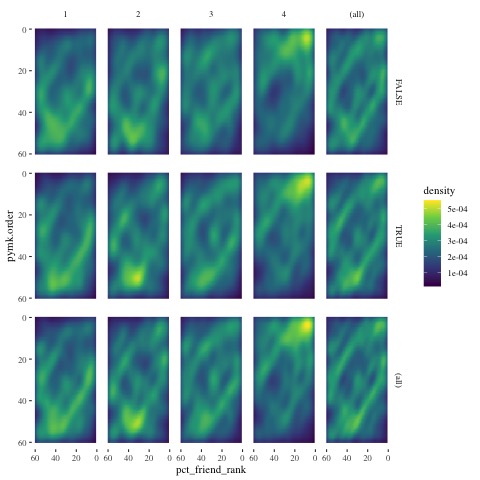 1 2 3 4 (all)
0
20
40
60
FALSE
0
20
40
60
TRUE
0
20
40
60
(all)
pymk.order
60 40 20 0 60 40 20 0 60 40 20 0 60 40 20 0 60 40 20 0
pct_friend_rank
density
5e-04
4e-04
3e-04
2e-04
1e-04